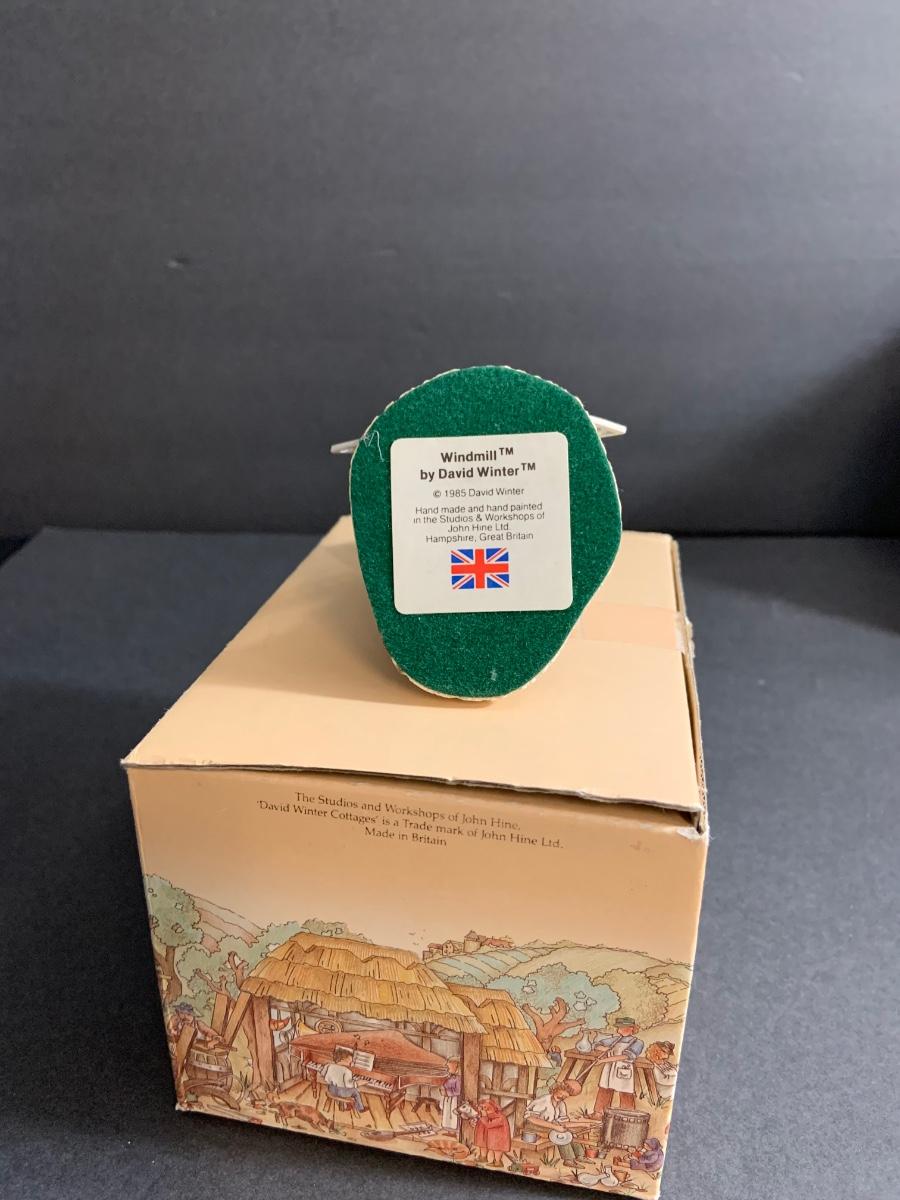 Windmill™
by David Winter™
© 1985 David Winter
Hand made and hand painted
in the Studios & Workshops of
John Hine Ltd.
Hampshire, Great Britain
The Studios and Workshops of John Hine,
'David Winter Cottages' is a Trade mark of John Hine Ltd.
Made in Britain